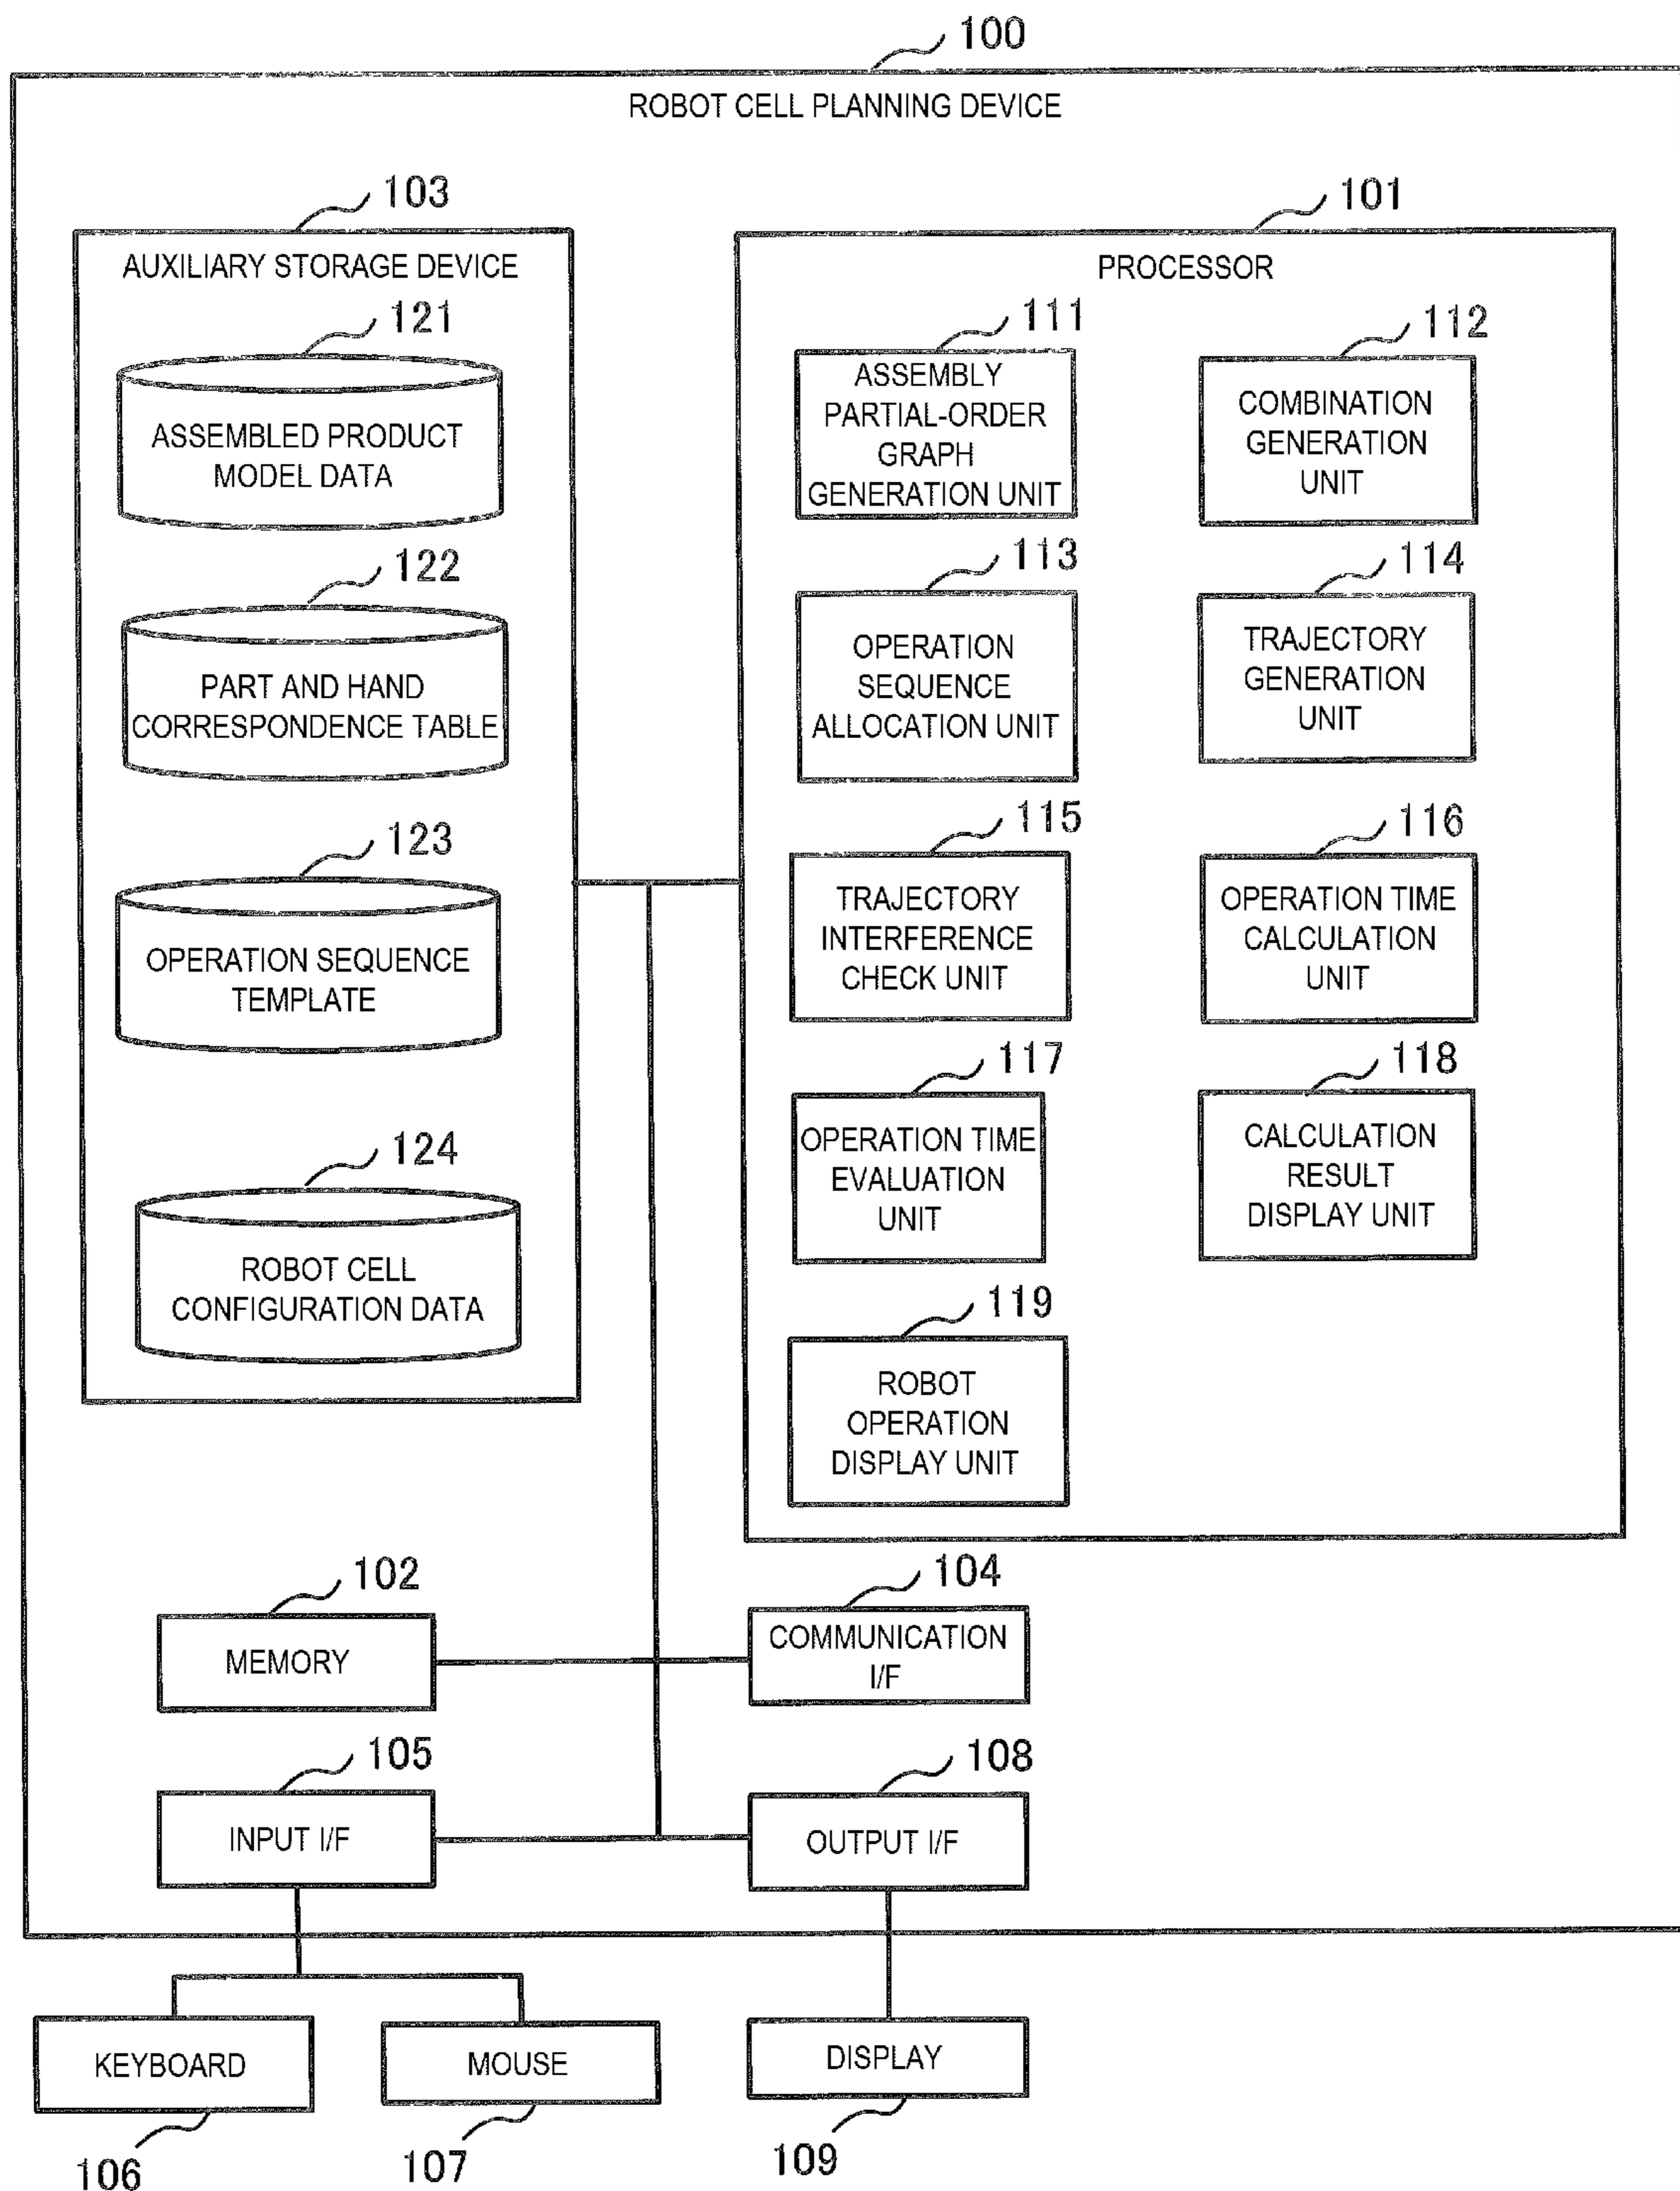 100
ROBOT CELL PLANNING DEVICE
103
AUXILIARY STORAGE DEVICE
121
ASSEMBLED PRODUCT
MODEL DATA
122
PART AND HAND
CORRESPONDENCE TABLE
123
OPERATION SEQUENCE
TEMPLATE
124
ROBOT CELL
CONFIGURATION DATA
101
PROCESSOR
111
ASSEMBLY
PARTIAL-ORDER
GRAPH
GENERATION UNIT
112
COMBINATION
GENERATION
UNIT
113
OPERATION
SEQUENCE
ALLOCATION UNIT
114
TRAJECTORY
GENERATION
UNIT
115
TRAJECTORY
INTERFERENCE
CHECK UNIT
116
OPERATION TIME
CALCULATION
UNIT
117
OPERATION TIME
EVALUATION
UNIT
118
CALCULATION
RESULT
DISPLAY UNIT
119
ROBOT
OPERATION
DISPLAY UNIT
102
MEMORY
104
COMMUNICATION
I/F
105
INPUT I/F
108
OUTPUT I/F
KEYBOARD
106
MOUSE
107
DISPLAY
109